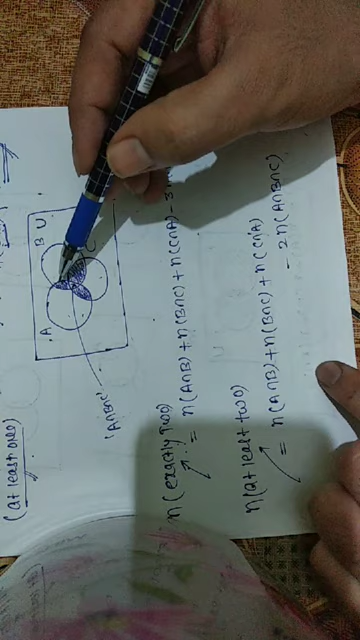 (at least one)
A
B
U
C
(A∩B∩C)
n (exactly two)
= n(A∩B) + n(B∩C) + n(C∩A) - 3
n(at least two)
= n(A∩B) + n(B∩C) + n(C∩A)
- 2n(A∩B∩C)